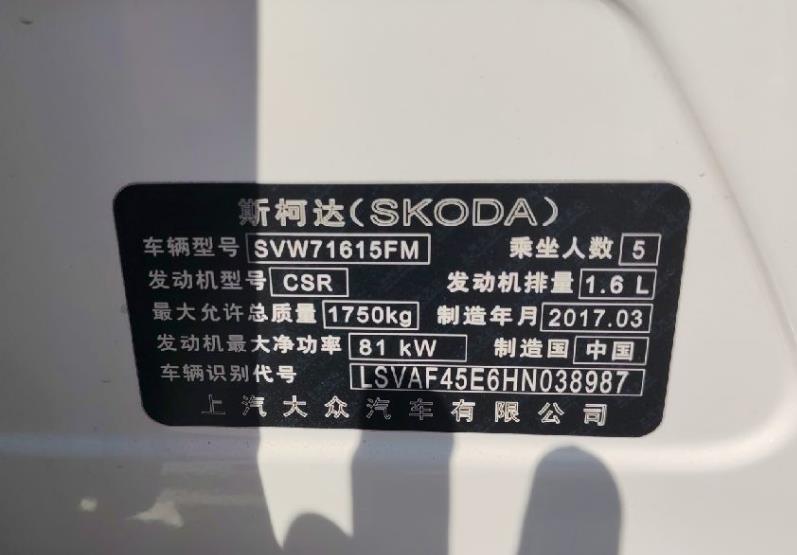 斯柯达(SKODA)
车辆型号 SVW71615FM 乘坐人数 5
发动机型号 CSR 发动机排量 1.6 L
最大允许总质量 1750kg 制造年月 2017.03
发动机最大净功率 81 kW 制造国 中国
车辆识别代号 LSVAF45E6HN038987
上汽大众汽车有限公司